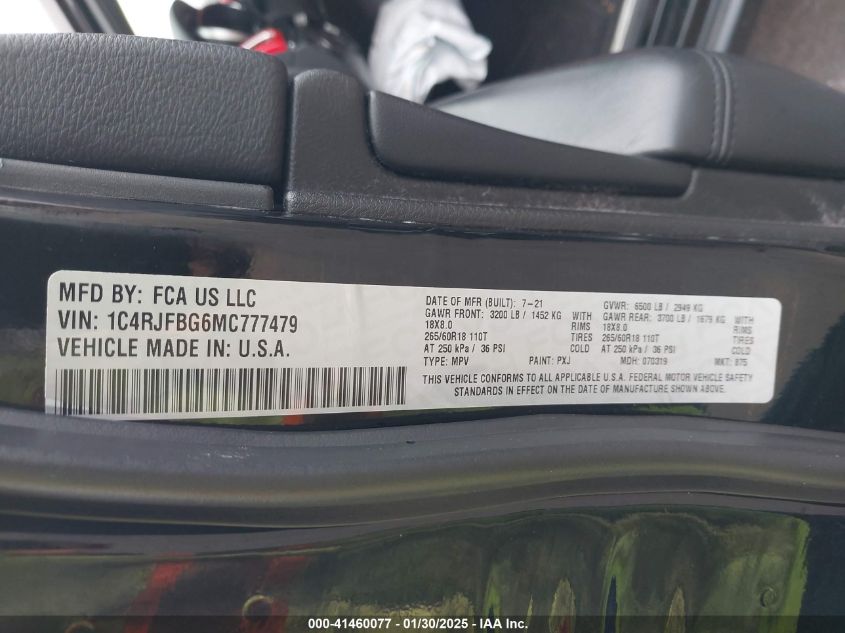 MFD BY: FCA US LLC
VIN: 1C4RJFBG6MC777479
VEHICLE MADE IN: U.S.A.
DATE OF MFR (BUILT): 7-21 GVWR: 6500 LB / 2949 KG
GAWR FRONT: 3200 LB / 1452 KG WITH GAWR REAR: 3700 LB / 1679 KG WITH
18X8.0 RIMS 18X8.0 RIMS
265/60R18 110T TIRES 265/60R18 110T TIRES
AT 250 kPa / 36 PSI COLD AT 250 kPa / 36 PSI COLD
TYPE: MPV PAINT: PXJ MDH: 070319 MKT: 875
THIS VEHICLE CONFORMS TO ALL APPLICABLE U.S.A. FEDERAL MOTOR VEHICLE SAFETY
STANDARDS IN EFFECT ON THE DATE OF MANUFACTURE SHOWN ABOVE.
000-41460077 - 01/30/2025 - IAA Inc.